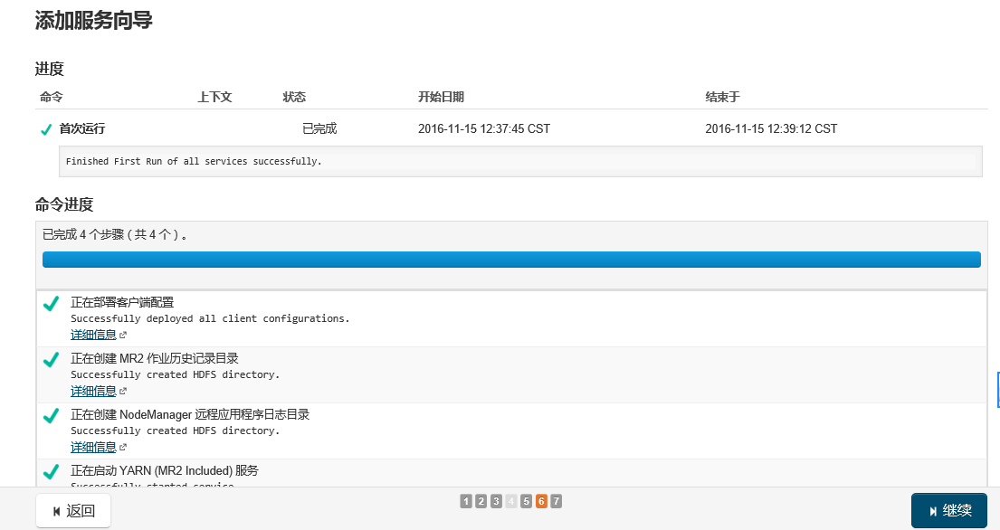 添加服务向导
进度
命令 上下文 状态 开始日期 结束于
首次运行 已完成 2016-11-15 12:37:45 CST 2016-11-15 12:39:12 CST
Finished First Run of all services successfully.
命令进度
已完成 4 个步骤 ( 共 4 个 ) 。
正在部署客户端配置
Successfully deployed all client configurations.
详细信息
正在创建 MR2 作业历史记录目录
Successfully created HDFS directory.
详细信息
正在创建 NodeManager 远程应用程序日志目录
Successfully created HDFS directory.
详细信息
正在启动 YARN (MR2 Included) 服务
Successfully started service.
返回 1 2 3 4 5 6 7 继续